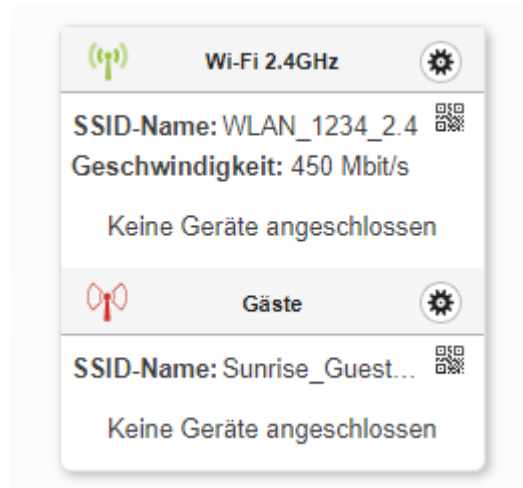 Wi-Fi 2.4GHz
SSID-Name: WLAN_1234_2.4
Geschwindigkeit: 450 Mbit/s
Keine Geräte angeschlossen
Gäste
SSID-Name: Sunrise_Guest...
Keine Geräte angeschlossen